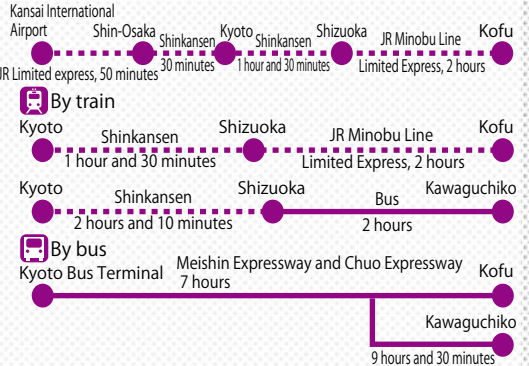 Kansai International
Airport
Shin-Osaka
Kyoto
Shizuoka
Kofu
JR Limited express, 50 minutes
Shinkansen
30 minutes
Shinkansen
1 hour and 30 minutes
JR Minobu Line
Limited Express, 2 hours
By train
Kyoto
Shizuoka
Kofu
Shinkansen
1 hour and 30 minutes
JR Minobu Line
Limited Express, 2 hours
Kyoto
Shizuoka
Kawaguchiko
Shinkansen
2 hours and 10 minutes
Bus
2 hours
By bus
Kyoto Bus Terminal
Meishin Expressway and Chuo Expressway
7 hours
Kofu
Kawaguchiko
9 hours and 30 minutes